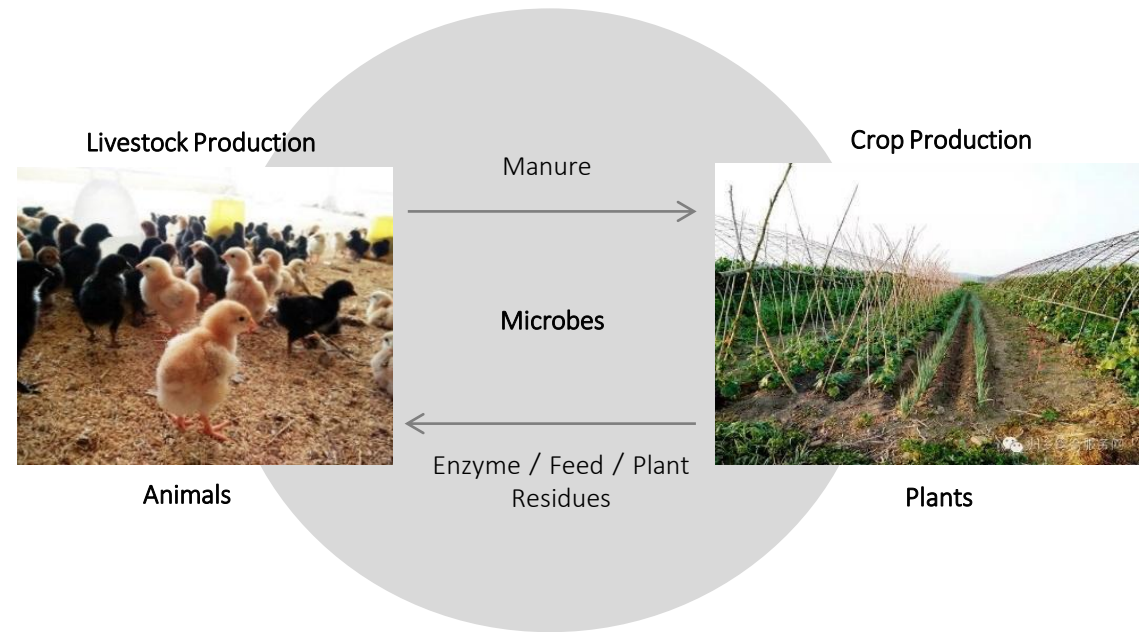 Livestock Production
Crop Production
Manure
Microbes
Enzyme / Feed / Plant
Residues
Animals
Plants